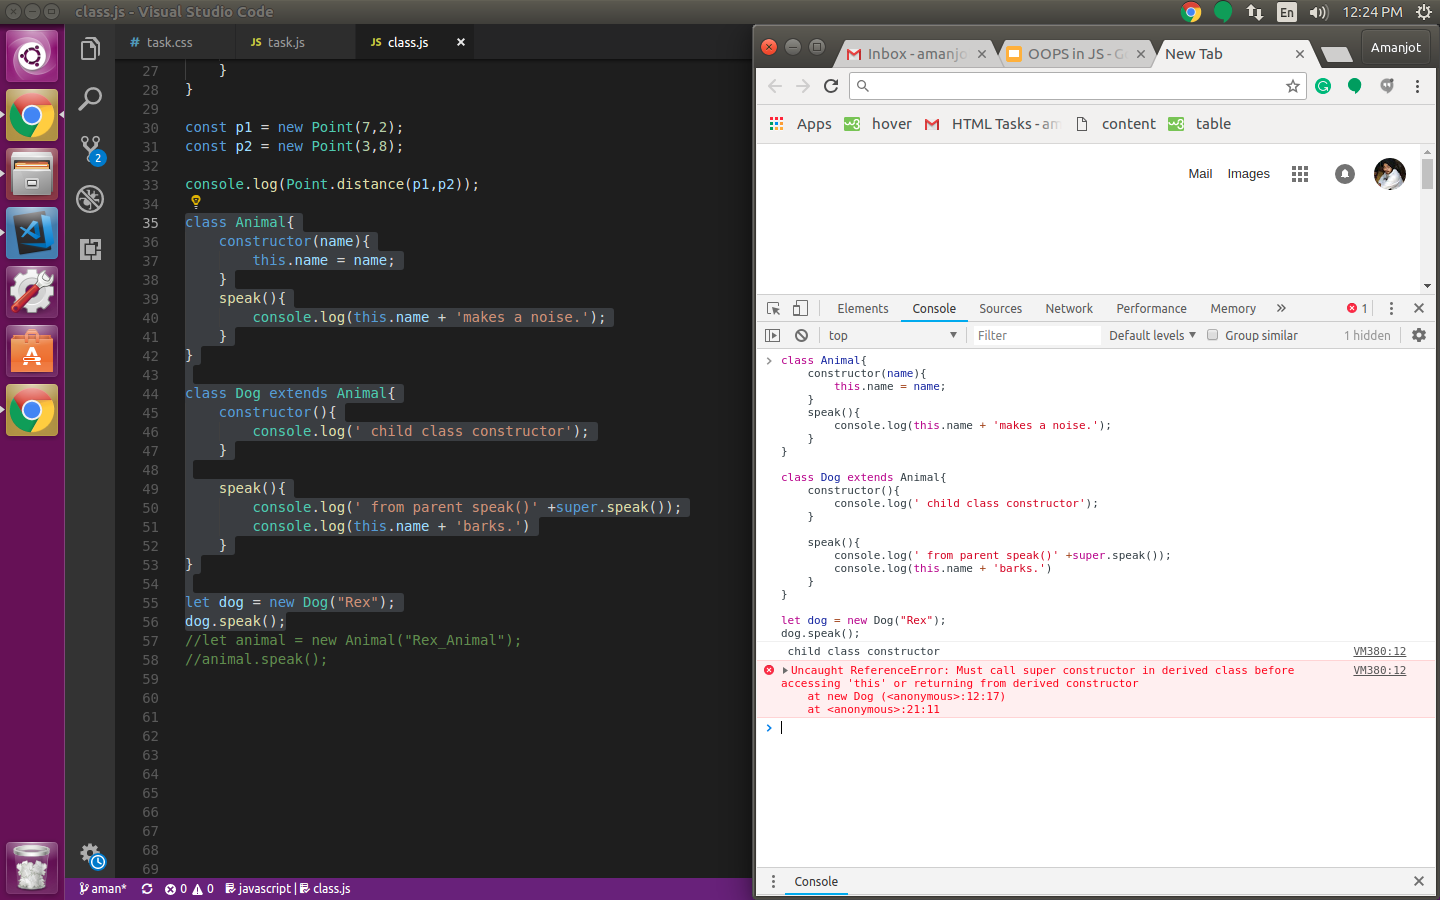 class.js - Visual Studio Code
En
12:24 PM
# task.css
JS task.js
JS class.js ×
27 }
28 }
29
30 const p1 = new Point(7,2);
31 const p2 = new Point(3,8);
32
33 console.log(Point.distance(p1,p2));
34
35 class Animal{
36 constructor(name){
37 this.name = name;
38 }
39 speak(){
40 console.log(this.name + 'makes a noise.');
41 }
42 }
43
44 class Dog extends Animal{
45 constructor(){
46 console.log(' child class constructor');
47 }
48
49 speak(){
50 console.log(' from parent speak()' +super.speak());
51 console.log(this.name + 'barks.')
52 }
53 }
54
55 let dog = new Dog("Rex");
56 dog.speak();
57 //let animal = new Animal("Rex_Animal");
58 //animal.speak();
59
60
61
62
63
64
65
66
67
68
69
2
aman* 0 0 javascript | class.js
Inbox - amanjo
OOPS in JS - Go
New Tab
Amanjot
Apps
w3
hover
HTML Tasks - am
content
w3
table
Mail
Images
Elements Console Sources Network Performance Memory » 1
top Filter Default levels Group similar 1 hidden
class Animal{
constructor(name){
this.name = name;
}
speak(){
console.log(this.name + 'makes a noise.');
}
}
class Dog extends Animal{
constructor(){
console.log(' child class constructor');
}
speak(){
console.log(' from parent speak()' +super.speak());
console.log(this.name + 'barks.')
}
}
let dog = new Dog("Rex");
dog.speak();
child class constructor VM380:12
Uncaught ReferenceError: Must call super constructor in derived class before VM380:12
accessing 'this' or returning from derived constructor
at new Dog (<anonymous>:12:17)
at <anonymous>:21:11
Console